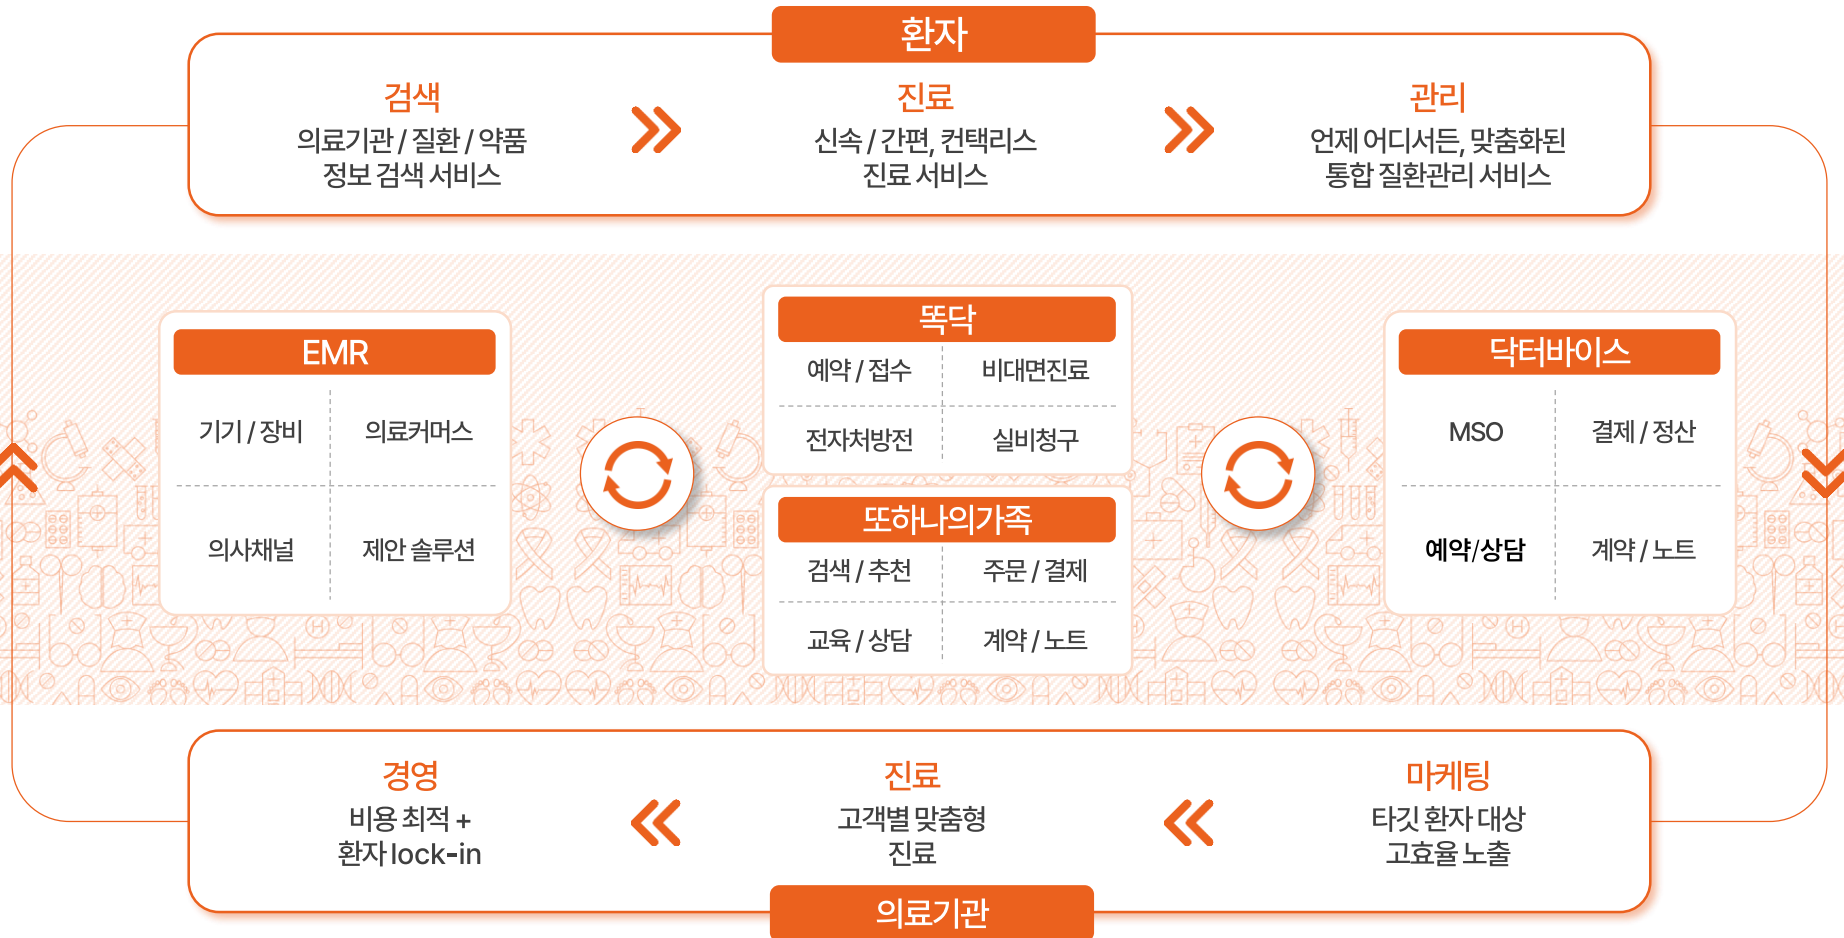 환자
검색
의료기관 / 질환 / 약품
정보 검색 서비스
진료
신속 / 간편, 컨택리스
진료 서비스
관리
언제 어디서든, 맞춤화된
통합 질환관리 서비스
EMR
기기 / 장비
의료커머스
의사채널
제안 솔루션
똑닥
예약 / 접수
비대면진료
전자처방전
실비청구
또하나의가족
검색 / 추천
주문 / 결제
교육 / 상담
계약 / 노트
닥터바이스
MSO
결제 / 정산
예약/상담
계약 / 노트
경영
비용 최적 +
환자 lock-in
진료
고객별 맞춤형
진료
마케팅
타깃 환자 대상
고효율 노출
의료기관